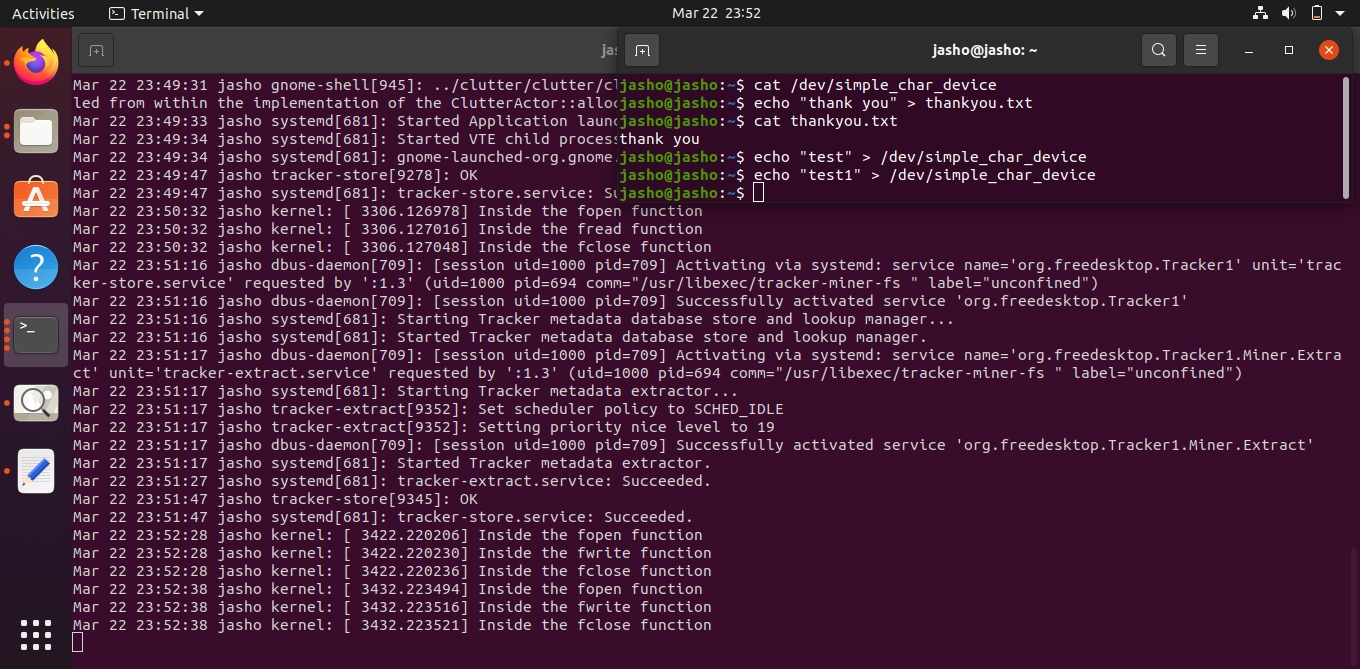 Activities
Terminal
Mar 22 23:52
jasho@jasho: ~
jasho@jasho:~$ cat /dev/simple_char_device
jasho@jasho:~$ echo "thank you" > thankyou.txt
jasho@jasho:~$ cat thankyou.txt
thank you
jasho@jasho:~$ echo "test" > /dev/simple_char_device
jasho@jasho:~$ echo "test1" > /dev/simple_char_device
jasho@jasho:~$
Mar 22 23:49:31 jasho gnome-shell[945]: ../clutter/clutter/
led from within the implementation of the ClutterActor::
Mar 22 23:49:33 jasho systemd[681]: Started Application
Mar 22 23:49:34 jasho systemd[681]: Started VTE child
Mar 22 23:49:34 jasho systemd[681]: gnome-launched-org.gnome.
Mar 22 23:49:47 jasho tracker-store[9278]: OK
Mar 22 23:49:47 jasho systemd[681]: tracker-store.service:
Mar 22 23:50:32 jasho kernel: [ 3306.126978] Inside the fopen function
Mar 22 23:50:32 jasho kernel: [ 3306.127016] Inside the fread function
Mar 22 23:50:32 jasho kernel: [ 3306.127048] Inside the fclose function
Mar 22 23:51:16 jasho dbus-daemon[709]: [session uid=1000 pid=709] Activating via systemd: service name='org.freedesktop.Tracker1' unit='trac
ker-store.service' requested by ':1.3' (uid=1000 pid=694 comm="/usr/libexec/tracker-miner-fs " label="unconfined")
Mar 22 23:51:16 jasho dbus-daemon[709]: [session uid=1000 pid=709] Successfully activated service 'org.freedesktop.Tracker1'
Mar 22 23:51:16 jasho systemd[681]: Starting Tracker metadata database store and lookup manager...
Mar 22 23:51:16 jasho systemd[681]: Started Tracker metadata database store and lookup manager.
Mar 22 23:51:17 jasho dbus-daemon[709]: [session uid=1000 pid=709] Activating via systemd: service name='org.freedesktop.Tracker1.Miner.Extra
ct' unit='tracker-extract.service' requested by ':1.3' (uid=1000 pid=694 comm="/usr/libexec/tracker-miner-fs " label="unconfined")
Mar 22 23:51:17 jasho systemd[681]: Starting Tracker metadata extractor...
Mar 22 23:51:17 jasho tracker-extract[9352]: Set scheduler policy to SCHED_IDLE
Mar 22 23:51:17 jasho tracker-extract[9352]: Setting priority nice level to 19
Mar 22 23:51:17 jasho dbus-daemon[709]: [session uid=1000 pid=709] Successfully activated service 'org.freedesktop.Tracker1.Miner.Extract'
Mar 22 23:51:17 jasho systemd[681]: Started Tracker metadata extractor.
Mar 22 23:51:27 jasho systemd[681]: tracker-extract.service: Succeeded.
Mar 22 23:51:47 jasho tracker-store[9345]: OK
Mar 22 23:51:47 jasho systemd[681]: tracker-store.service: Succeeded.
Mar 22 23:52:28 jasho kernel: [ 3422.220206] Inside the fopen function
Mar 22 23:52:28 jasho kernel: [ 3422.220230] Inside the fwrite function
Mar 22 23:52:28 jasho kernel: [ 3422.220236] Inside the fclose function
Mar 22 23:52:38 jasho kernel: [ 3432.223494] Inside the fopen function
Mar 22 23:52:38 jasho kernel: [ 3432.223516] Inside the fwrite function
Mar 22 23:52:38 jasho kernel: [ 3432.223521] Inside the fclose function